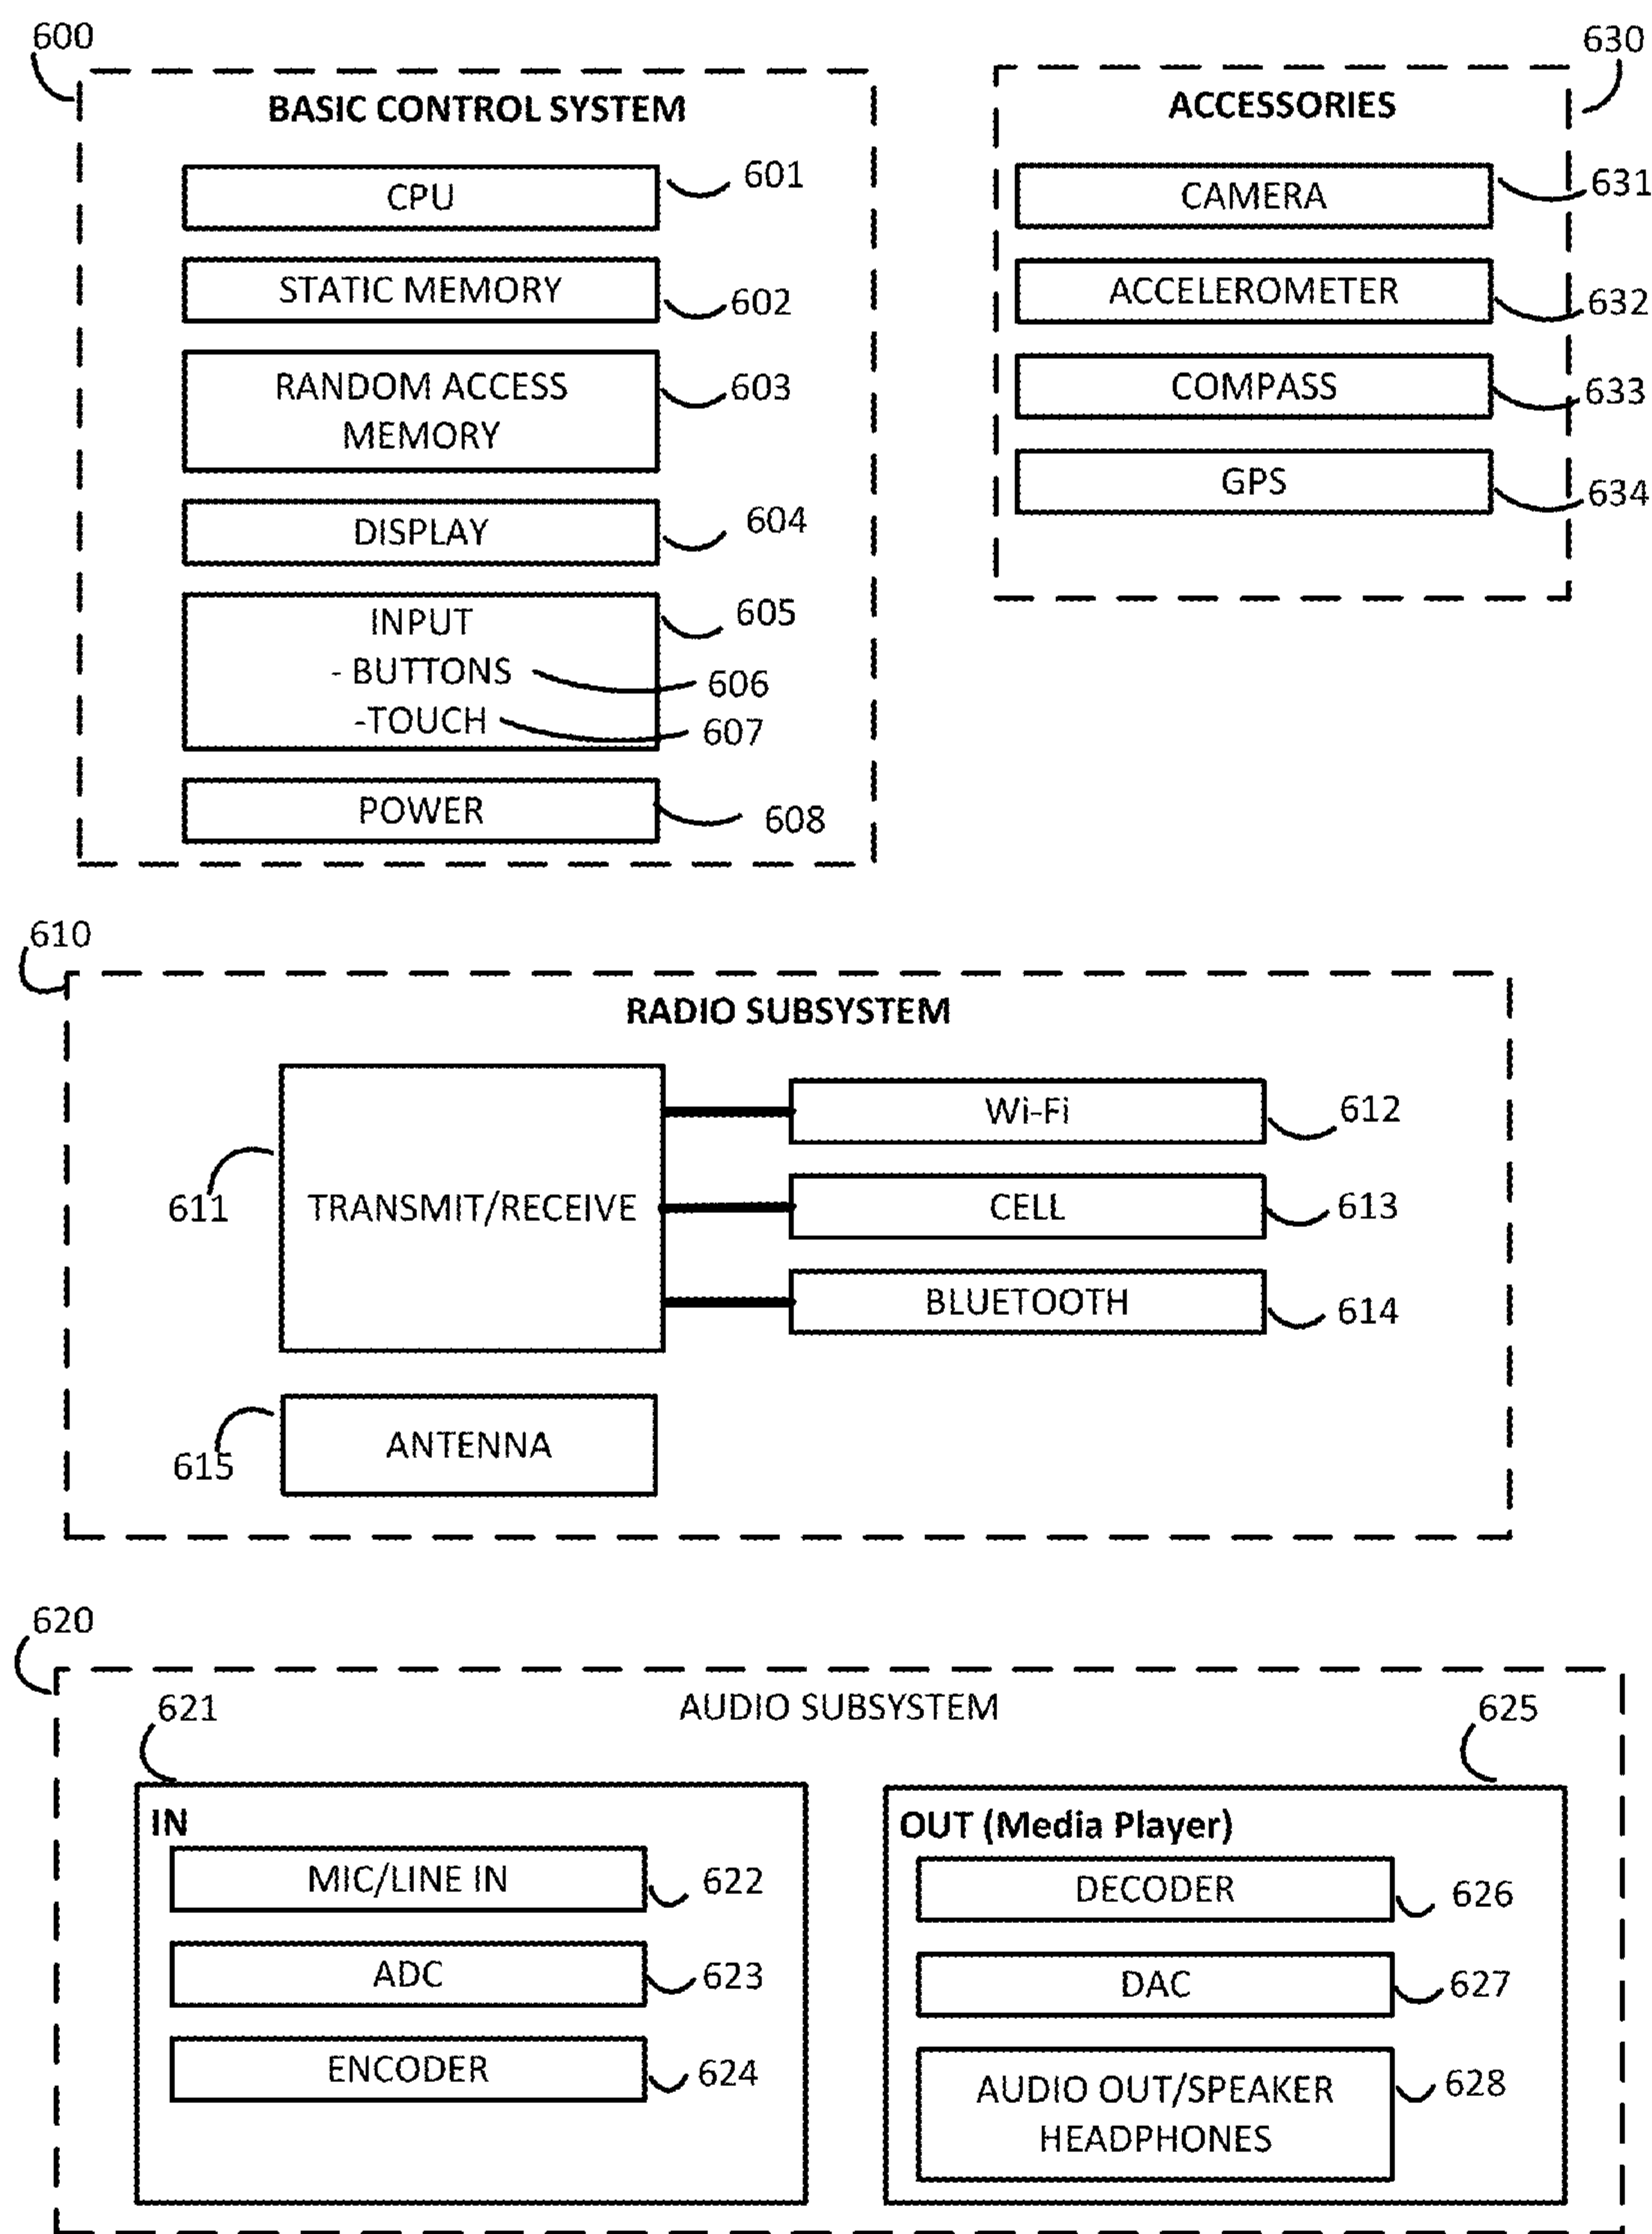 600
BASIC CONTROL SYSTEM
CPU
601
STATIC MEMORY
602
RANDOM ACCESS
MEMORY
603
DISPLAY
604
INPUT
605
- BUTTONS
606
-TOUCH
607
POWER
608
630
ACCESSORIES
CAMERA
631
ACCELEROMETER
632
COMPASS
633
GPS
634
610
RADIO SUBSYSTEM
TRANSMIT/RECEIVE
611
Wi-Fi
612
CELL
613
BLUETOOTH
614
ANTENNA
615
620
AUDIO SUBSYSTEM
621
IN
MIC/LINE IN
622
ADC
623
ENCODER
624
625
OUT (Media Player)
DECODER
626
DAC
627
AUDIO OUT/SPEAKER
HEADPHONES
628